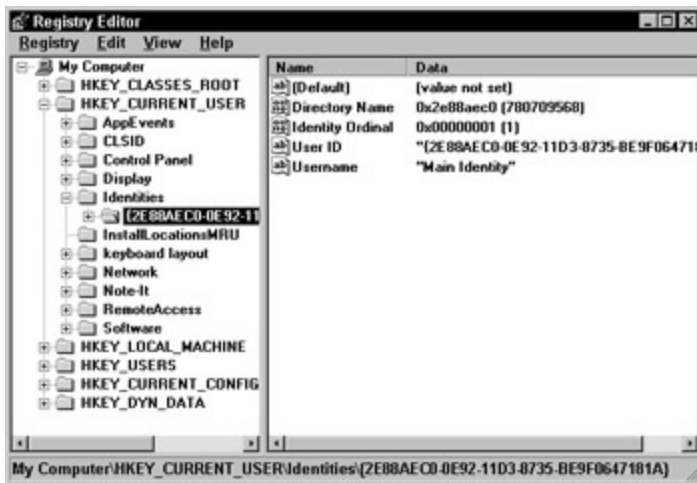 Registry Editor
Registry Edit View Help
My Computer
HKEY_CLASSES_ROOT
HKEY_CURRENT_USER
AppEvents
CLSID
Control Panel
Display
Identities
{2E88AEC0-0E92-11
InstallLocationsMRU
keyboard layout
Network
Note-It
RemoteAccess
Software
HKEY_LOCAL_MACHINE
HKEY_USERS
HKEY_CURRENT_CONFIG
HKEY_DYN_DATA
Name Data
(Default) (value not set)
Directory Name 0x2e88aec0 (780709568)
Identity Ordinal 0x00000001 (1)
User ID "{2E88AEC0-0E92-11D3-8735-BE9F064718
Username "Main Identity"
My Computer\HKEY_CURRENT_USER\Identities\{2E88AEC0-0E92-11D3-8735-BE9F0647181A}